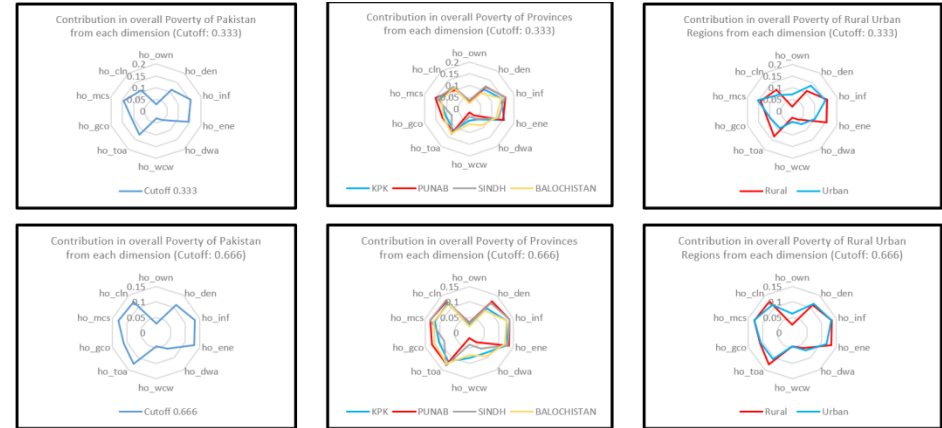 Contribution in overall Poverty of Pakistan
from each dimension (Cutoff: 0.333)
ho_own
0.2
ho_cln
ho_den
0.15
0.1
ho_mcs
ho_inf
0.05
0
ho_gco
ho_ene
ho_toa
ho_dwa
ho_wcw
Cutoff 0.333
Contribution in overall Poverty of Provinces
from each dimension (Cutoff: 0.333)
ho_own
0.2
ho_cln
ho_den
0.15
0.1
ho_mcs
ho_inf
0.05
0
ho_gco
ho_ene
ho_toa
ho_dwa
ho_wcw
KPK PUNAB SINDH BALOCHISTAN
Contribution in overall Poverty of Rural Urban
Regions from each dimension (Cutoff: 0.333)
ho_own
0.2
ho_cln
ho_den
0.15
0.1
ho_mcs
ho_inf
0.05
0
ho_gco
ho_ene
ho_toa
ho_dwa
ho_wcw
Rural Urban
Contribution in overall Poverty of Pakistan
from each dimension (Cutoff: 0.666)
ho_own
0.15
ho_cln
ho_den
0.1
ho_mcs
ho_inf
0.05
0
ho_gco
ho_ene
ho_toa
ho_dwa
ho_wcw
Cutoff 0.666
Contribution in overall Poverty of Provinces
from each dimension (Cutoff: 0.666)
ho_own
0.15
ho_cln
ho_den
0.1
ho_mcs
ho_inf
0.05
0
ho_gco
ho_ene
ho_toa
ho_dwa
ho_wcw
KPK PUNAB SINDH BALOCHISTAN
Contribution in overall Poverty of Rural Urban
Regions from each dimension (Cutoff: 0.666)
ho_own
0.15
ho_cln
ho_den
0.1
ho_mcs
ho_inf
0.05
0
ho_gco
ho_ene
ho_toa
ho_dwa
ho_wcw
Rural Urban